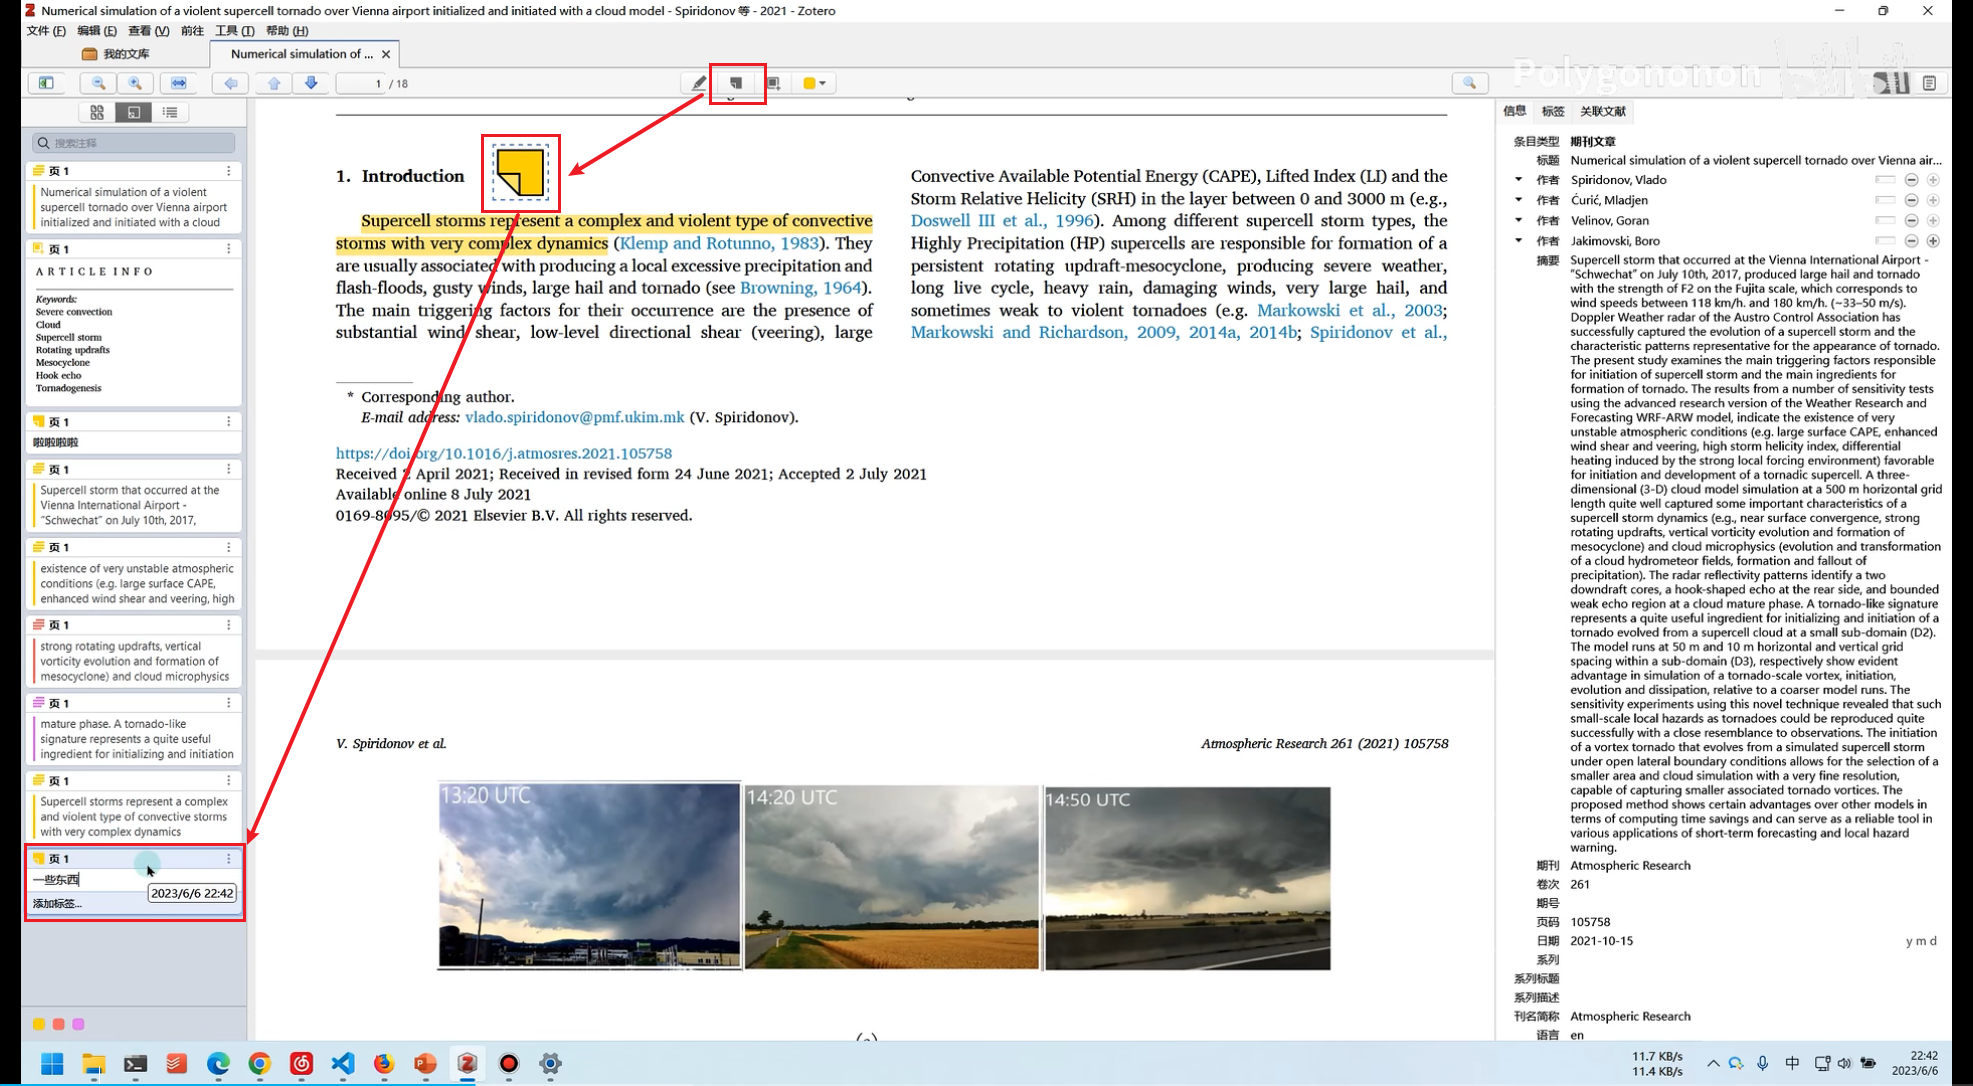 Numerical simulation of a violent supercell tornado over Vienna airport initialized and initiated with a cloud model - Spiridonov 等 - 2021 - Zotero
文件 (F) 编辑 (E) 查看 (V) 前往 工具 (T) 帮助 (H)
我的文库
Numerical simulation of ...
1 / 18
Polygononon
bilibili
搜索注释
页 1
Numerical simulation of a violent
supercell tornado over Vienna airport
initialized and initiated with a cloud
页 1
ARTICLE INFO
Keywords:
Severe convection
Cloud
Supercell storm
Rotating updrafts
Mesocyclone
Hook echo
Tornadogenesis
页 1
啦啦啦啦
页 1
Supercell storm that occurred at the
Vienna International Airport -
“Schwechat” on July 10th, 2017,
页 1
existence of very unstable atmospheric
conditions (e.g. large surface CAPE,
enhanced wind shear and veering, high
页 1
strong rotating updrafts, vertical
vorticity evolution and formation of
mesocyclone) and cloud microphysics
页 1
mature phase. A tornado-like
signature represents a quite useful
ingredient for initializing and initiation
页 1
Supercell storms represent a complex
and violent type of convective storms
with very complex dynamics
页 1
一些东西
2023/6/6 22:42
添加标签...
1. Introduction
Supercell storms represent a complex and violent type of convective
storms with very complex dynamics (Klemp and Rotunno, 1983). They
are usually associated with producing a local excessive precipitation and
flash-floods, gusty winds, large hail and tornado (see Browning, 1964).
The main triggering factors for their occurrence are the presence of
substantial wind shear, low-level directional shear (veering), large
Convective Available Potential Energy (CAPE), Lifted Index (LI) and the
Storm Relative Helicity (SRH) in the layer between 0 and 3000 m (e.g.,
Doswell III et al., 1996). Among different supercell storm types, the
Highly Precipitation (HP) supercells are responsible for formation of a
persistent rotating updraft-mesocyclone, producing severe weather,
long live cycle, heavy rain, damaging winds, very large hail, and
sometimes weak to violent tornadoes (e.g. Markowski et al., 2003;
Markowski and Richardson, 2009, 2014a, 2014b; Spiridonov et al.,
* Corresponding author.
E-mail address: vlado.spiridonov@pmf.ukim.mk (V. Spiridonov).
https://doi.org/10.1016/j.atmosres.2021.105758
Received 2 April 2021; Received in revised form 24 June 2021; Accepted 2 July 2021
Available online 8 July 2021
0169-8095/© 2021 Elsevier B.V. All rights reserved.
V. Spiridonov et al.
Atmospheric Research 261 (2021) 105758
13:20 UTC
14:20 UTC
14:50 UTC
信息 标签 关联文献
条目类型 期刊文章
标题 Numerical simulation of a violent supercell tornado over Vienna air...
作者 Spiridonov, Vlado
作者 Ćurić, Mladjen
作者 Velinov, Goran
作者 Jakimovski, Boro
摘要 Supercell storm that occurred at the Vienna International Airport -
“Schwechat” on July 10th, 2017, produced large hail and tornado
with the strength of F2 on the Fujita scale, which corresponds to
wind speeds between 118 km/h. and 180 km/h. (~33–50 m/s).
Doppler Weather radar of the Austro Control Association has
successfully captured the evolution of a supercell storm and the
characteristic patterns representative for the appearance of tornado.
The present study examines the main triggering factors responsible
for initiation of supercell storm and the main ingredients for
formation of tornado. The results from a number of sensitivity tests
using the advanced research version of the Weather Research and
Forecasting WRF-ARW model, indicate the existence of very
unstable atmospheric conditions (e.g. large surface CAPE, enhanced
wind shear and veering, high storm helicity index, differential
heating induced by the strong local forcing environment) favorable
for initiation and development of a tornadic supercell. A three-
dimensional (3-D) cloud model simulation at a 500 m horizontal grid
length quite well captured some important characteristics of a
supercell storm dynamics (e.g., near surface convergence, strong
rotating updrafts, vertical vorticity evolution and formation of
mesocyclone) and cloud microphysics (evolution and transformation
of a cloud hydrometeor fields, formation and fallout of
precipitation). The radar reflectivity patterns identify a two
downdraft cores, a hook-shaped echo at the rear side, and bounded
weak echo region at a cloud mature phase. A tornado-like signature
represents a quite useful ingredient for initializing and initiation of a
tornado evolved from a supercell cloud at a small sub-domain (D2).
The model runs at 50 m and 10 m horizontal and vertical grid
spacing within a sub-domain (D3), respectively show evident
advantage in simulation of a tornado-scale vortex, initiation,
evolution and dissipation, relative to a coarser model runs. The
sensitivity experiments using this novel technique revealed that such
small-scale local hazards as tornadoes could be reproduced quite
successfully with a close resemblance to observations. The initiation
of a vortex tornado that evolves from a simulated supercell storm
under open lateral boundary conditions allows for the selection of a
smaller area and cloud simulation with a very fine resolution,
capable of capturing smaller associated tornado vortices. The
proposed method shows certain advantages over other models in
terms of computing time savings and can serve as a reliable tool in
various applications of short-term forecasting and local hazard
warning.
期刊 Atmospheric Research
卷次 261
期号
页码 105758
日期 2021-10-15 y m d
系列
系列标题
系列描述
刊名简称 Atmospheric Research
语言 en
11.7 KB/s
11.4 KB/s
中
22:42
2023/6/6